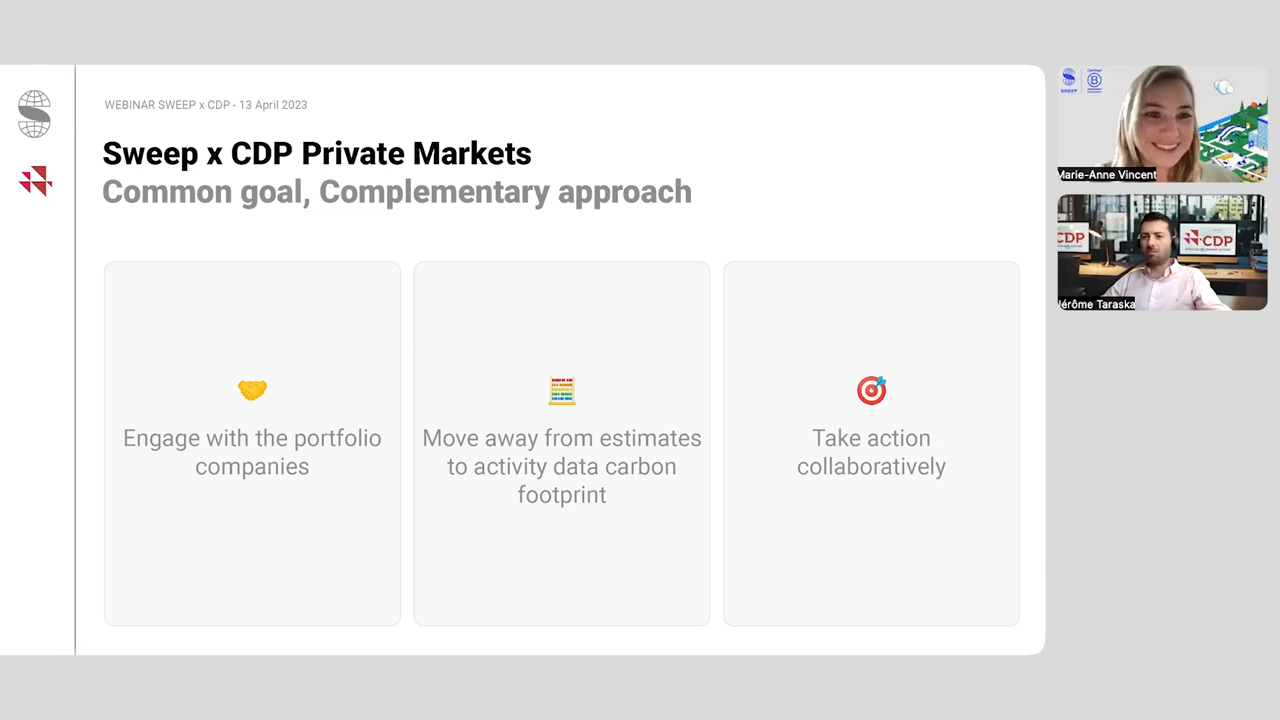 WEBINAR SWEEP x CDP - 13 April 2023
Sweep x CDP Private Markets
Common goal, Complementary approach
Engage with the portfolio
companies
Move away from estimates
to activity data carbon
footprint
Take action
collaboratively
SWEEP
Certified
B
Marie-Anne Vincent
CDP
CDP
Jérôme Taraska